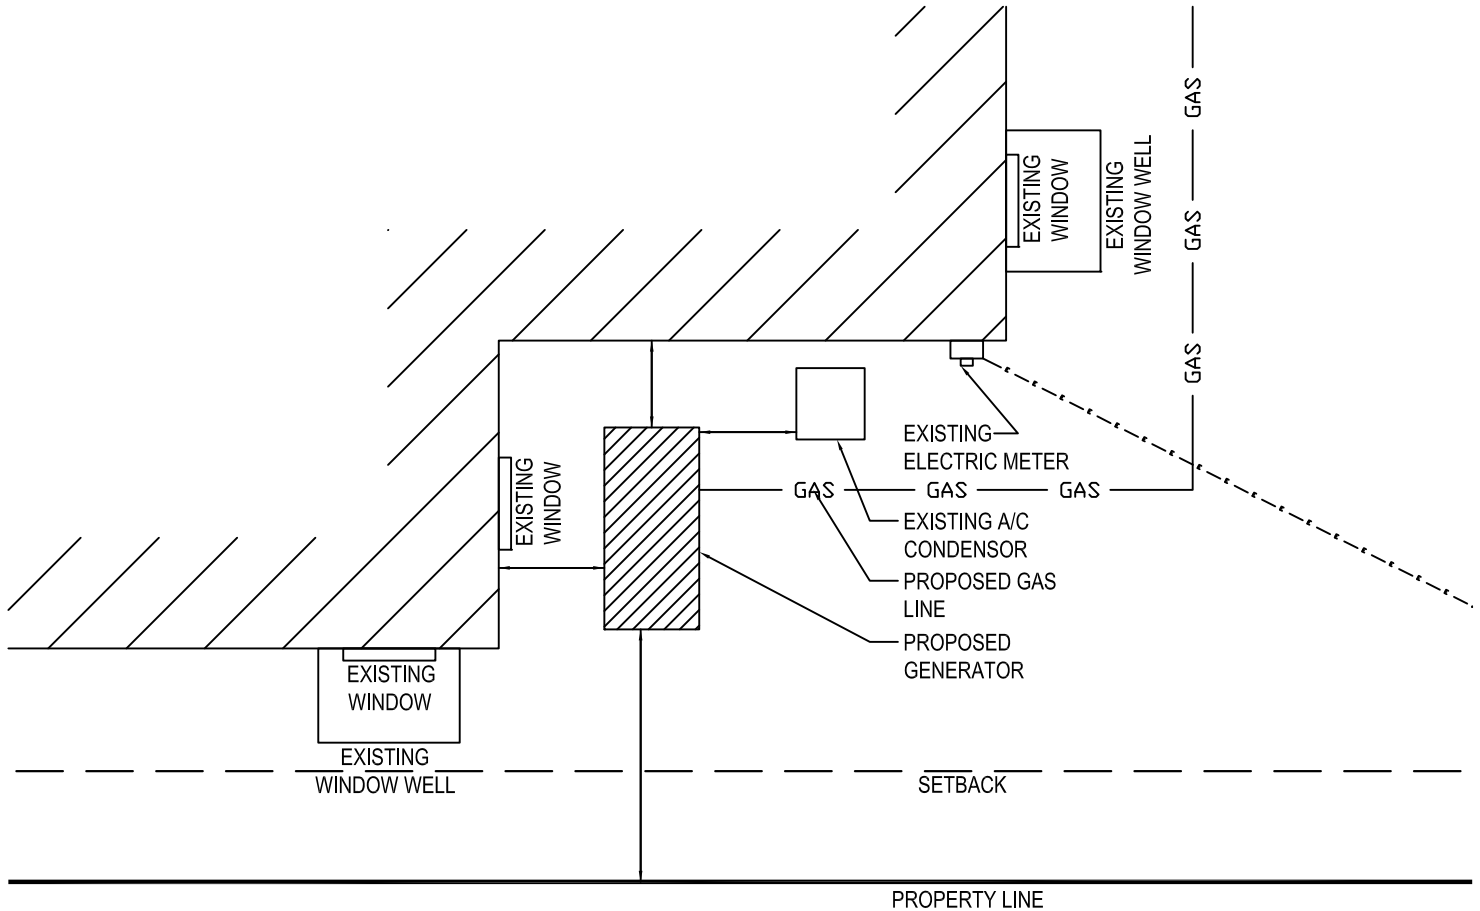 GAS
EXISTING
WINDOW
EXISTING
WINDOW WELL
GAS
GAS
EXISTING
ELECTRIC METER
EXISTING
WINDOW
GAS
GAS
GAS
EXISTING A/C
CONDENSOR
PROPOSED GAS
LINE
PROPOSED
GENERATOR
EXISTING
WINDOW
EXISTING
WINDOW WELL
SETBACK
PROPERTY LINE